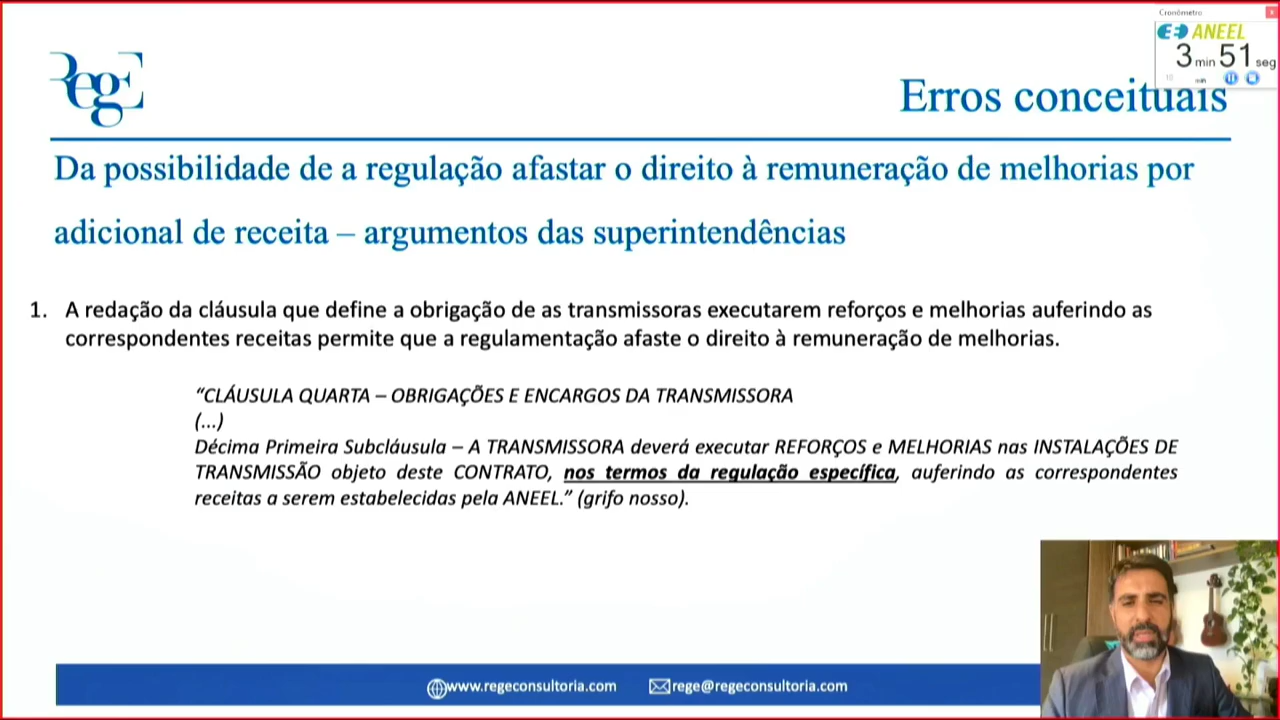 Cronômetro
ANEEL
3 min 51 seg
10 min
Rege
Erros conceituais
Da possibilidade de a regulação afastar o direito à remuneração de melhorias por
adicional de receita – argumentos das superintendências
1. A redação da cláusula que define a obrigação de as transmissoras executarem reforços e melhorias auferindo as
correspondentes receitas permite que a regulamentação afaste o direito à remuneração de melhorias.
“CLÁUSULA QUARTA – OBRIGAÇÕES E ENCARGOS DA TRANSMISSORA
(...)
Décima Primeira Subcláusula – A TRANSMISSORA deverá executar REFORÇOS e MELHORIAS nas INSTALAÇÕES DE
TRANSMISSÃO objeto deste CONTRATO, nos termos da regulação específica, auferindo as correspondentes
receitas a serem estabelecidas pela ANEEL.” (grifo nosso).
www.regeconsultoria.com rege@regeconsultoria.com